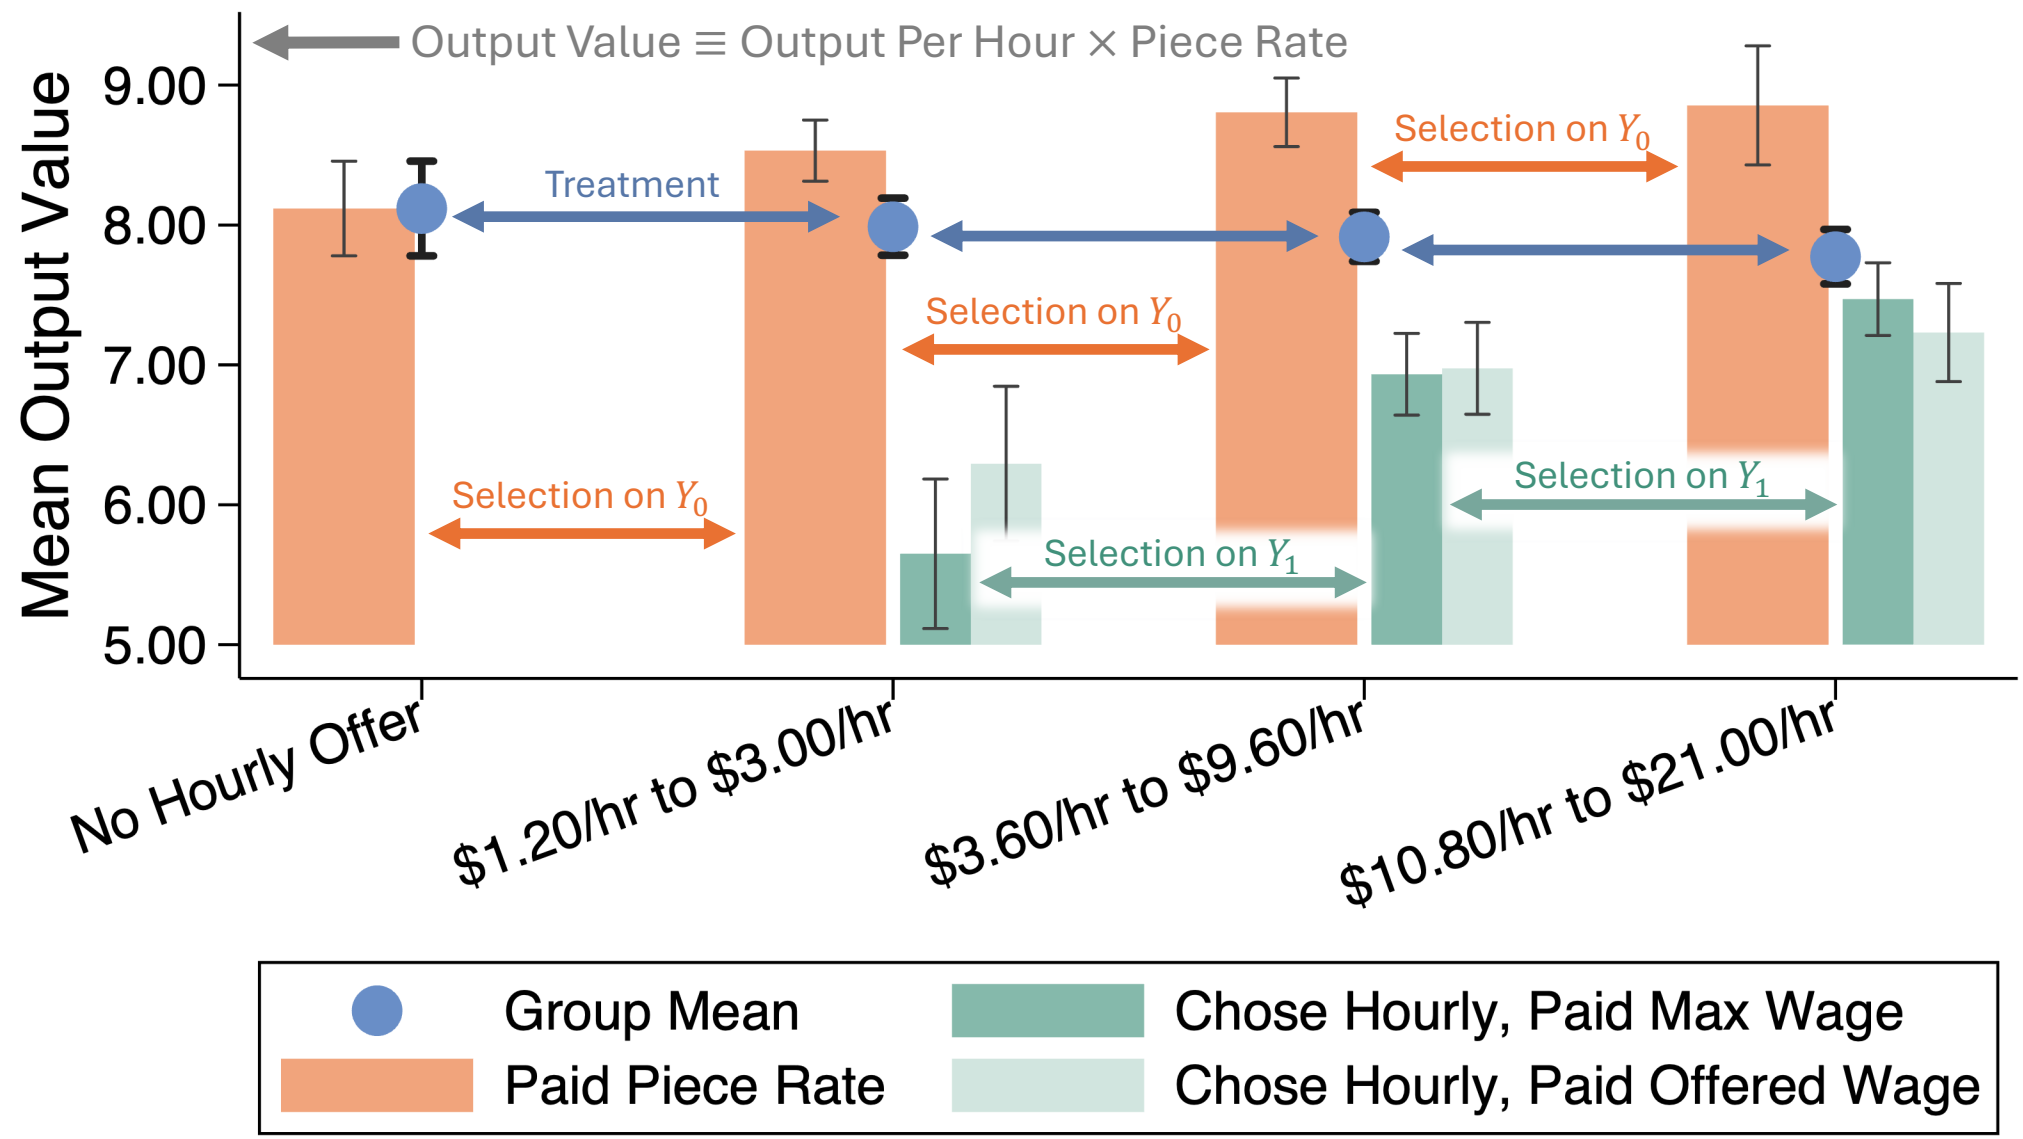 Output Value ≡ Output Per Hour × Piece Rate
Mean Output Value
9.00
8.00
7.00
6.00
5.00
Treatment
Selection on Y₀
Selection on Y₀
Selection on Y₀
Selection on Y₁
Selection on Y₁
No Hourly Offer
$1.20/hr to $3.00/hr
$3.60/hr to $9.60/hr
$10.80/hr to $21.00/hr
Group Mean
Paid Piece Rate
Chose Hourly, Paid Max Wage
Chose Hourly, Paid Offered Wage